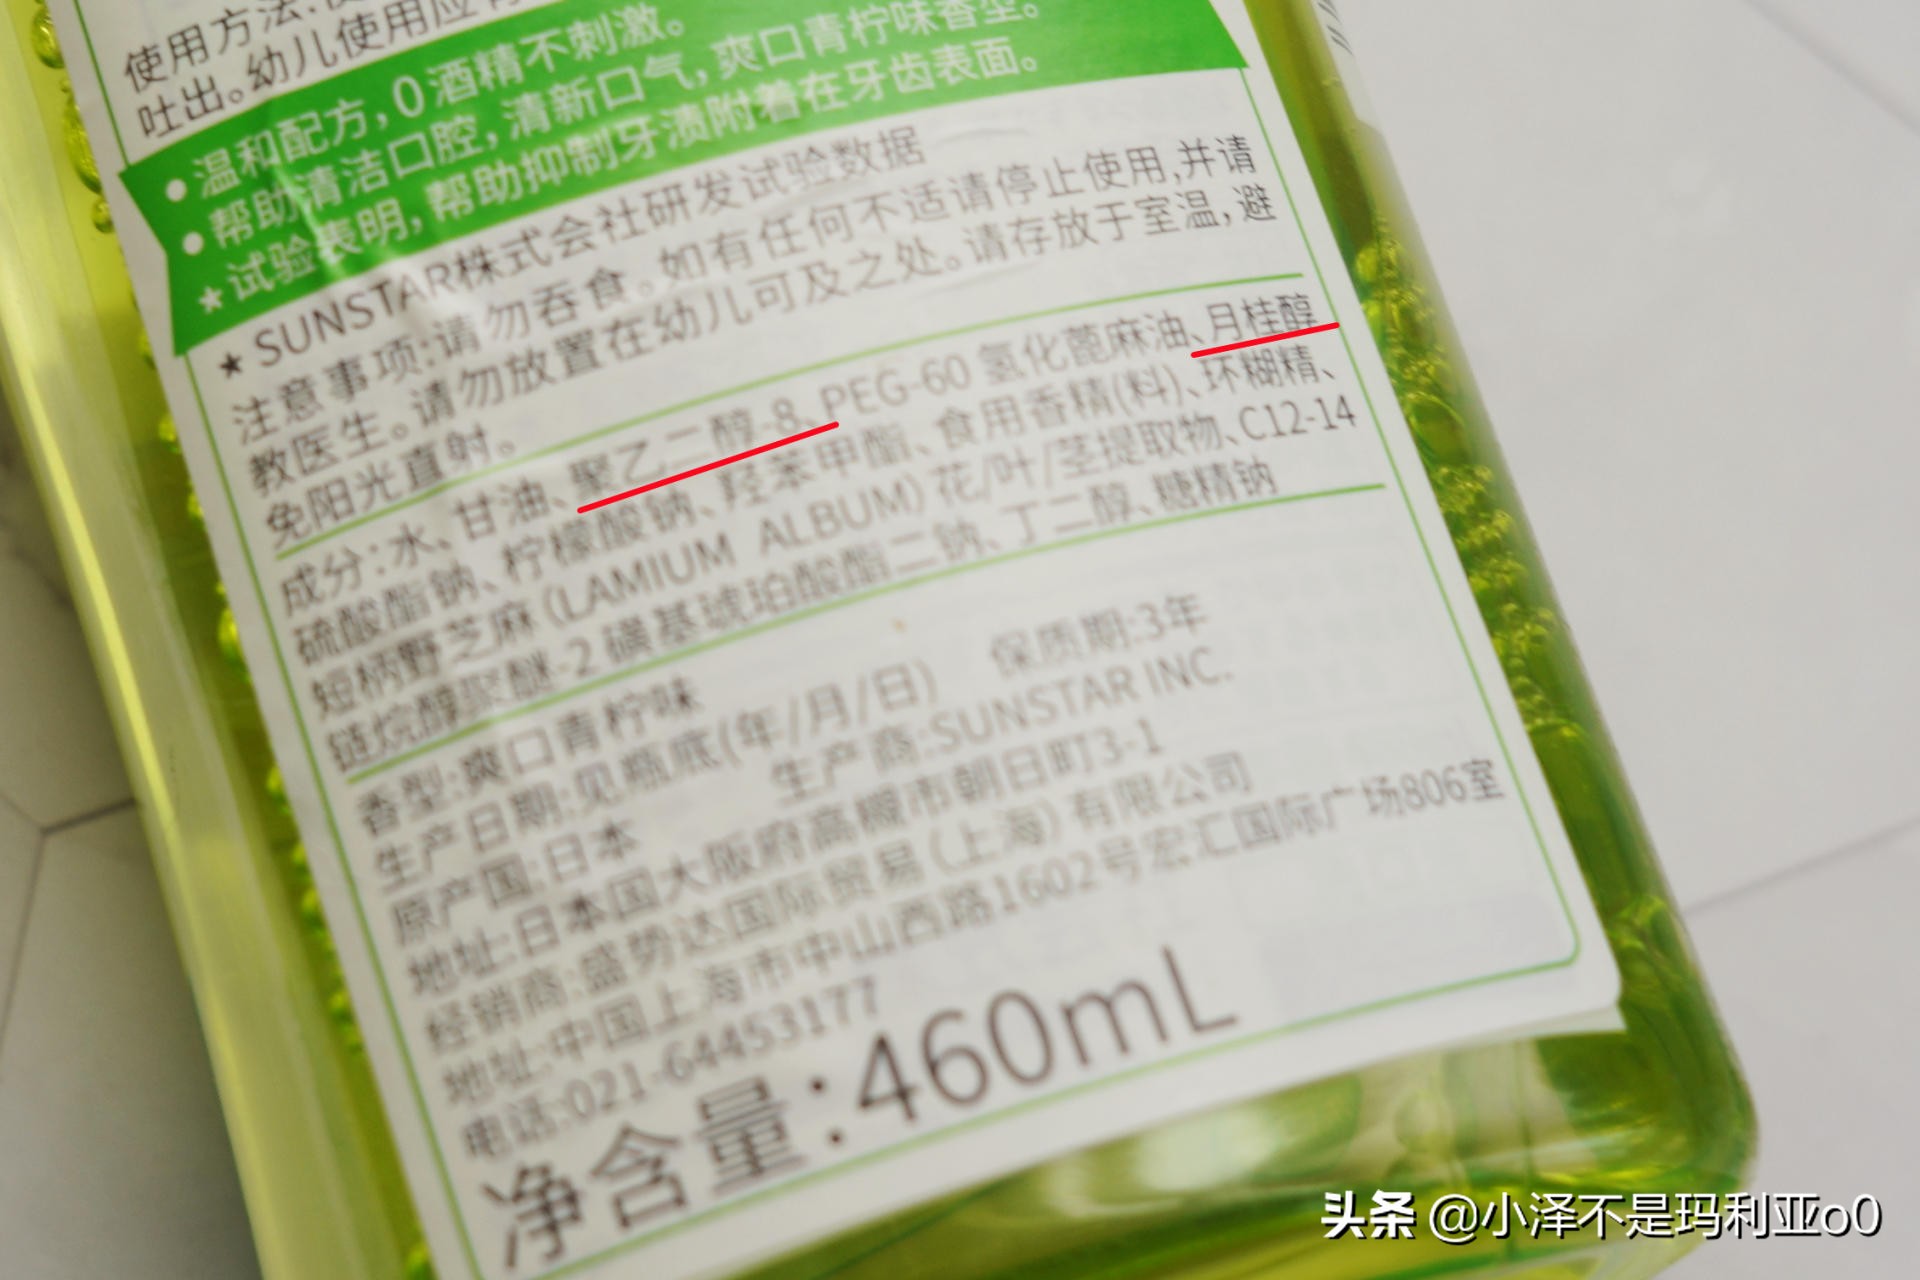 使用方法:
吐出。幼儿使用应有
• 温和配方,0酒精不刺激。
• 帮助清洁口腔,清新口气,爽口青柠味香型。
★ 试验表明,帮助抑制牙渍附着在牙齿表面。
★ SUNSTAR株式会社研发试验数据
注意事项:请勿吞食。如有任何不适请停止使用,并请
教医生。请勿放置在幼儿可及之处。请存放于室温,避
免阳光直射。
成分:水、甘油、聚乙二醇-8、PEG-60 氢化蓖麻油、月桂醇
硫酸酯钠、柠檬酸钠、羟苯甲酯、食用香精(料)、环糊精、
短柄野芝麻(LAMIUM ALBUM)花/叶/茎提取物、C12-14
链烷醇聚醚-2 磺基琥珀酸酯二钠、丁二醇、糖精钠
香型:爽口青柠味
生产日期:见瓶底(年/月/日) 保质期:3年
原产国:日本 生产商:SUNSTAR INC.
地址:日本国大阪府高槻市朝日町3-1
经销商:盛势达国际贸易(上海)有限公司
地址:中国上海市中山西路1602号宏汇国际广场806室
电话:021-64453177
净含量:460mL
头条 @小泽不是玛利亚o0